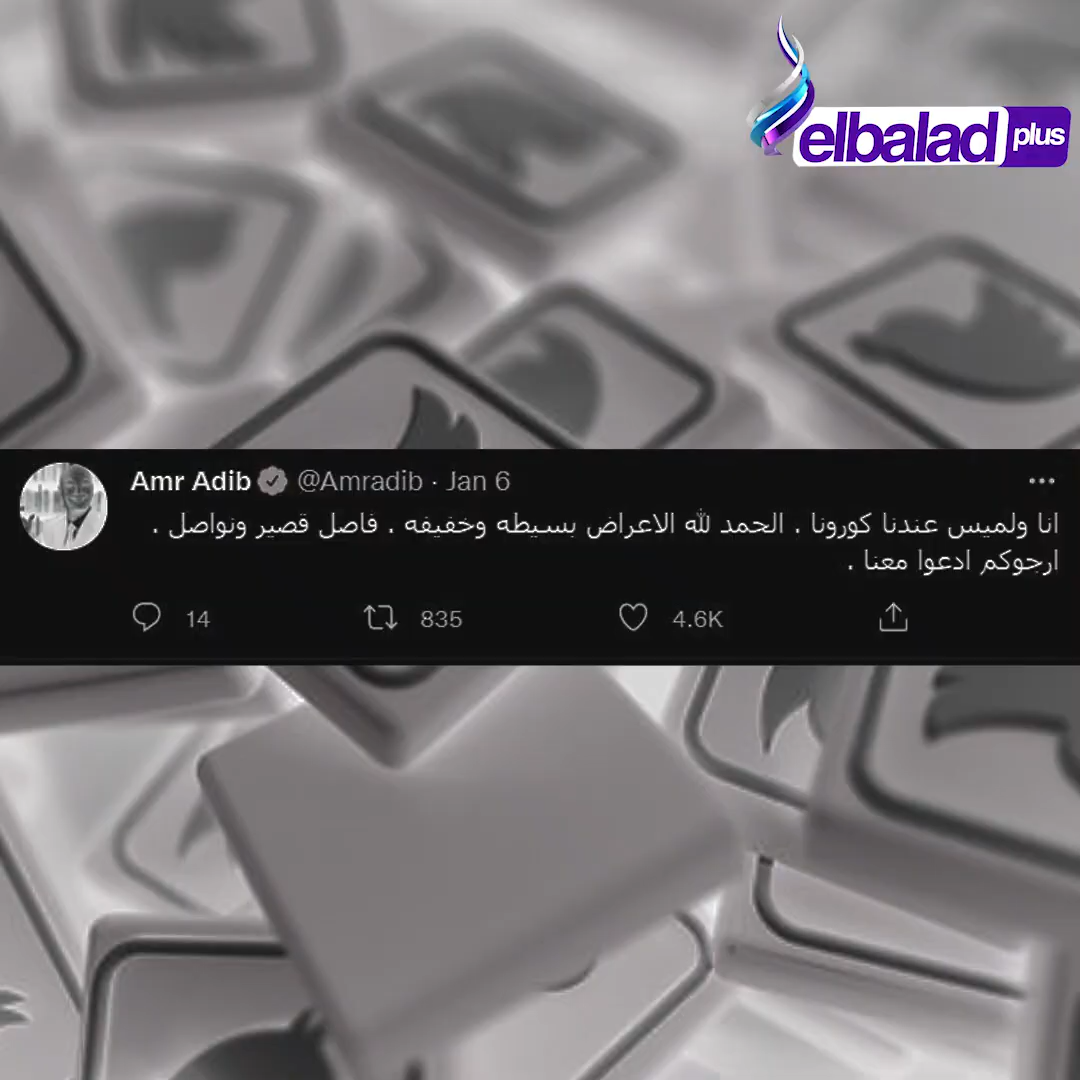 elbalad plus
Amr Adib @Amradib · Jan 6
انا ولميس عندنا كورونا . الحمد لله الاعراض بسيطه وخفيفه . فاصل قصير ونواصل .
ارجوكم ادعوا معنا .
14 835 4.6K